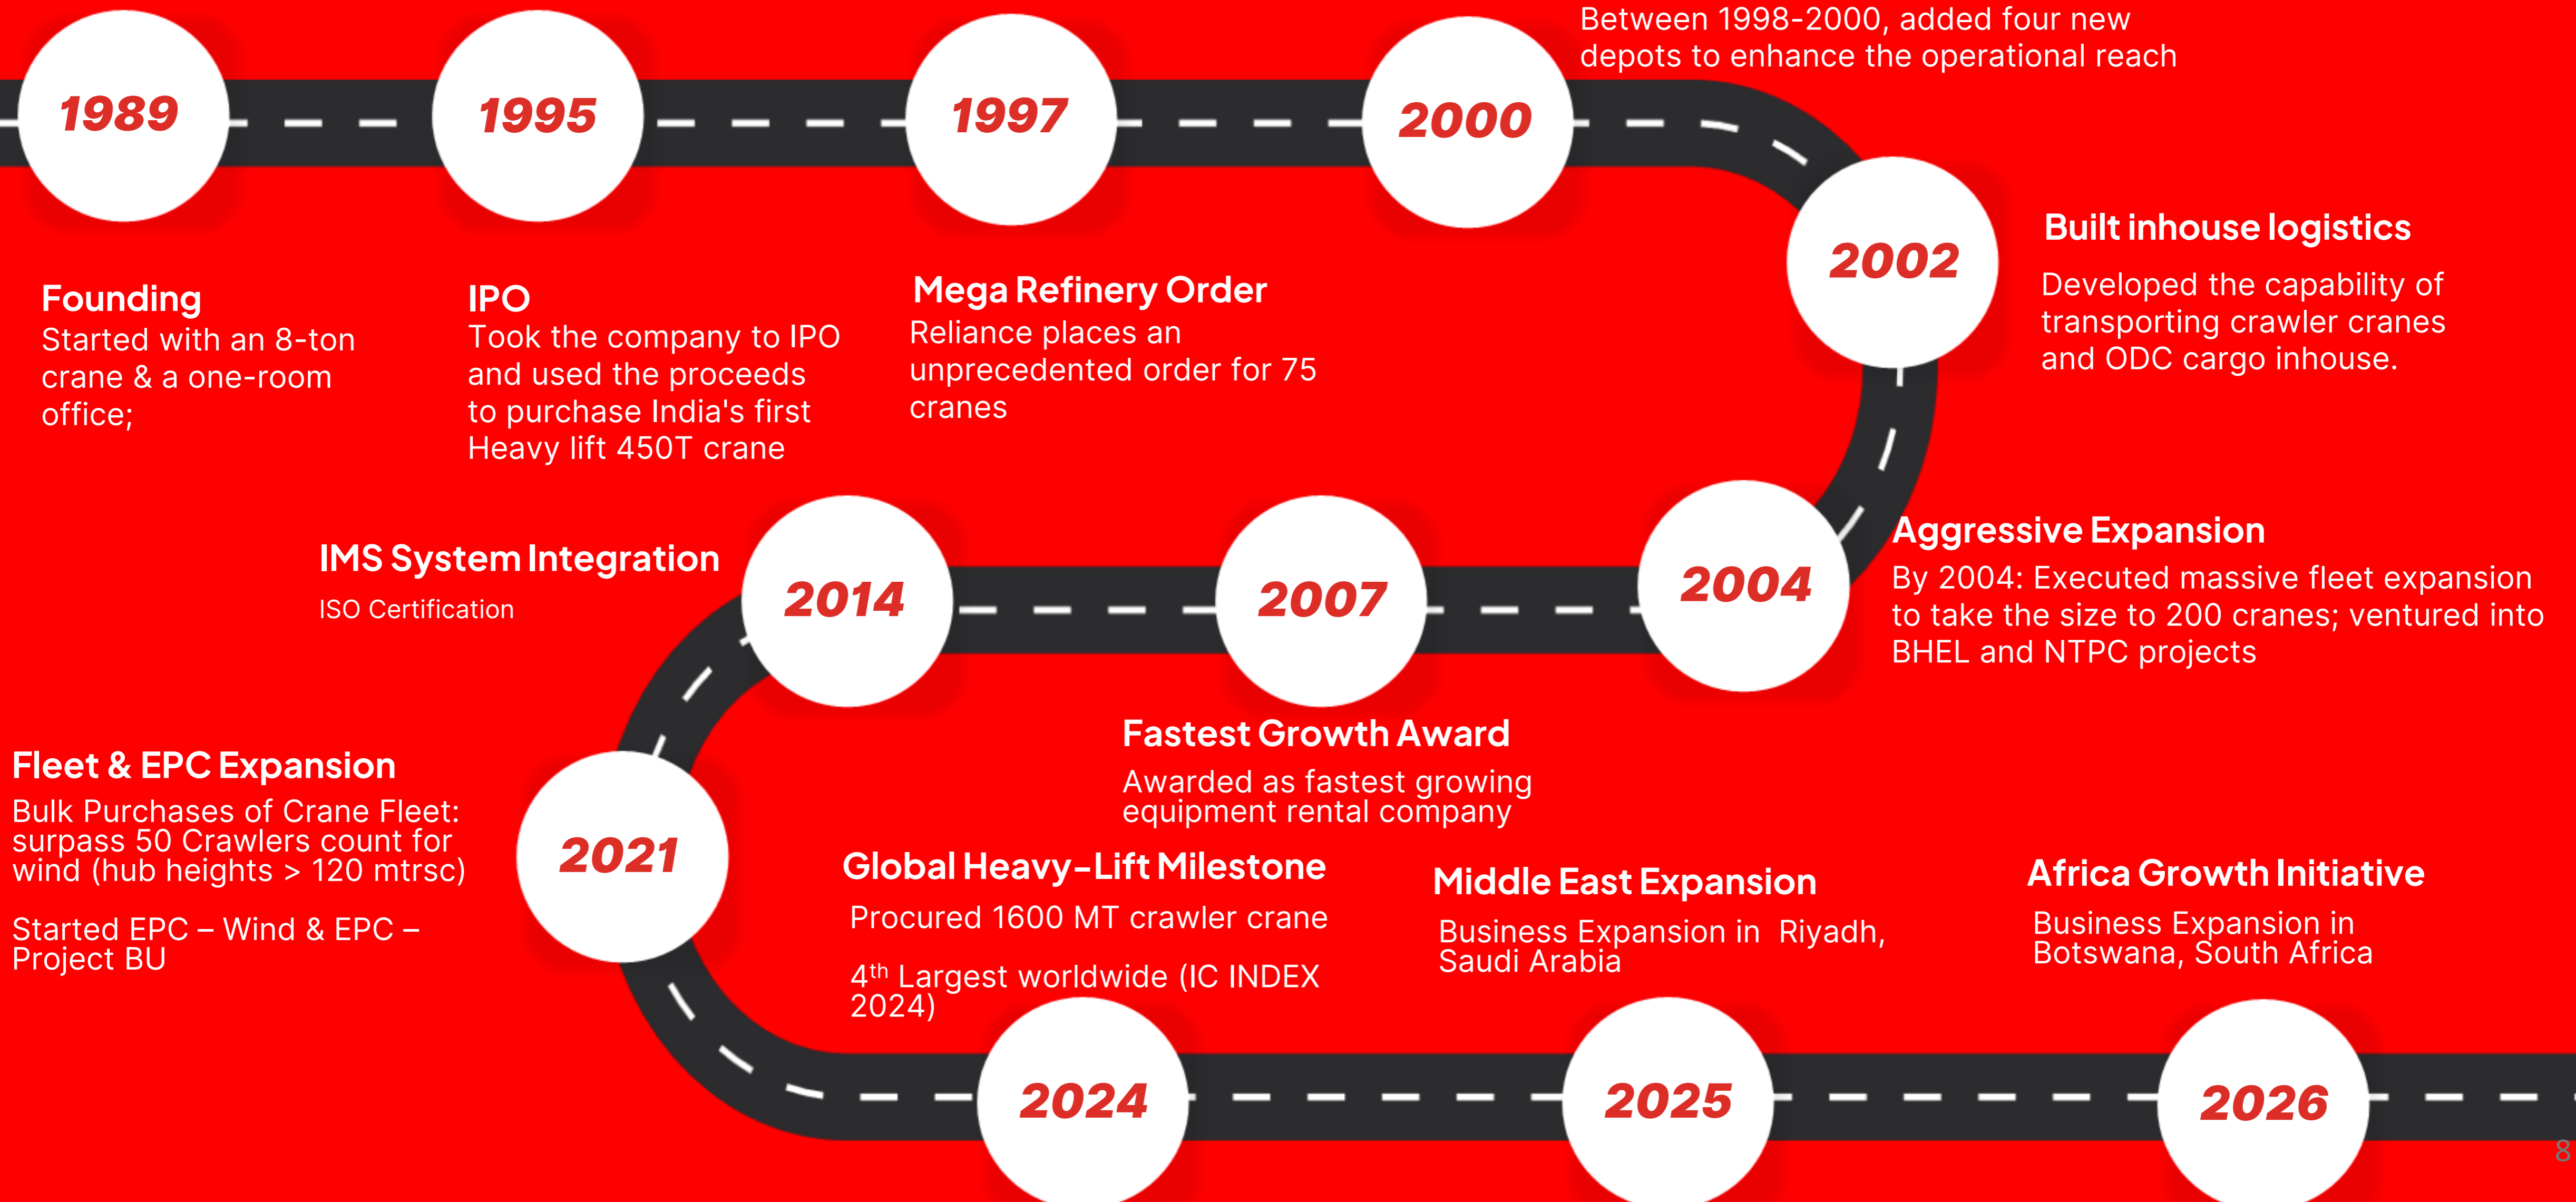 1989
Founding
Started with an 8-ton
crane & a one-room
office;
1995
IPO
Took the company to IPO
and used the proceeds
to purchase India's first
Heavy lift 450T crane
1997
Mega Refinery Order
Reliance places an
unprecedented order for 75
cranes
2000
Between 1998-2000, added four new
depots to enhance the operational reach
2002
Built inhouse logistics
Developed the capability of
transporting crawler cranes
and ODC cargo inhouse.
2004
Aggressive Expansion
By 2004: Executed massive fleet expansion
to take the size to 200 cranes; ventured into
BHEL and NTPC projects
2007
Fastest Growth Award
Awarded as fastest growing
equipment rental company
2014
IMS System Integration
ISO Certification
2021
Fleet & EPC Expansion
Bulk Purchases of Crane Fleet:
surpass 50 Crawlers count for
wind (hub heights > 120 mtrsc)
Started EPC – Wind & EPC –
Project BU
Global Heavy-Lift Milestone
Procured 1600 MT crawler crane
4th Largest worldwide (IC INDEX
2024)
2024
Middle East Expansion
Business Expansion in  Riyadh,
Saudi Arabia
2025
Africa Growth Initiative
Business Expansion in
Botswana, South Africa
2026
8